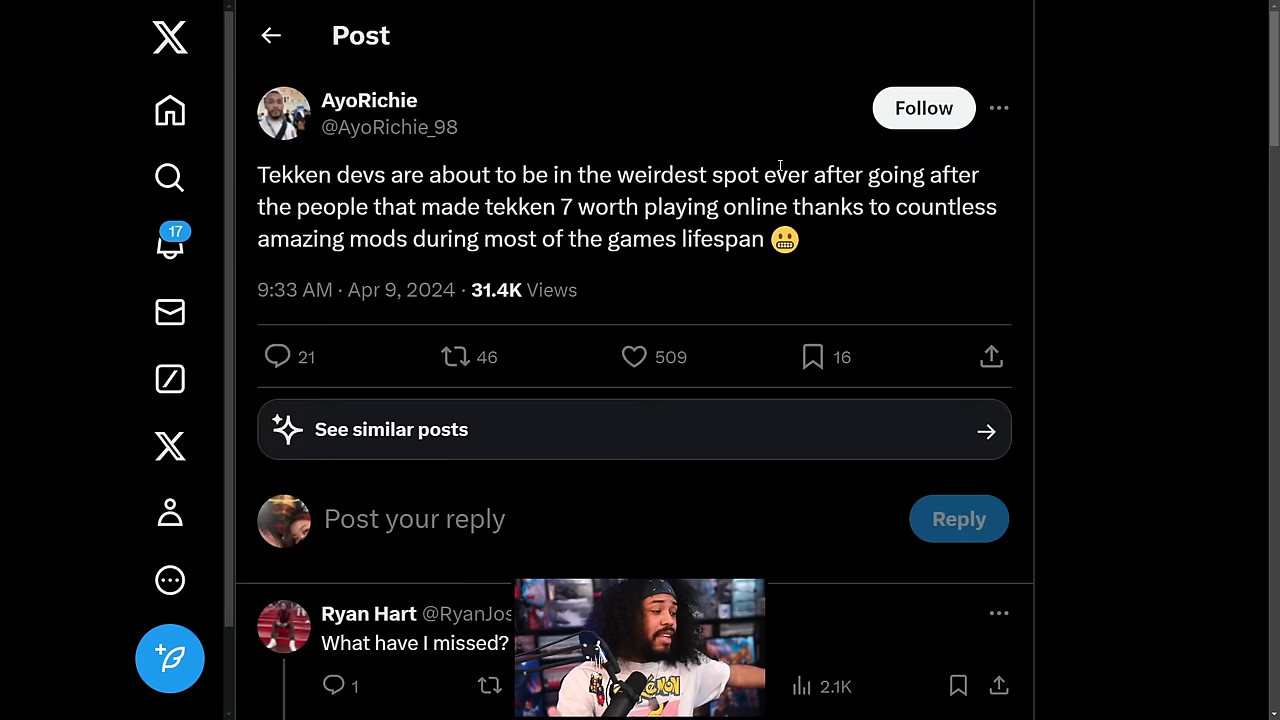 Post
AyoRichie
@AyoRichie_98
Follow
Tekken devs are about to be in the weirdest spot ever after going after
the people that made tekken 7 worth playing online thanks to countless
amazing mods during most of the games lifespan 😬
17
9:33 AM · Apr 9, 2024 · 31.4K Views
21 46 509 16
See similar posts
Post your reply
Reply
Ryan Hart @RyanJos
What have I missed?
1 2.1K